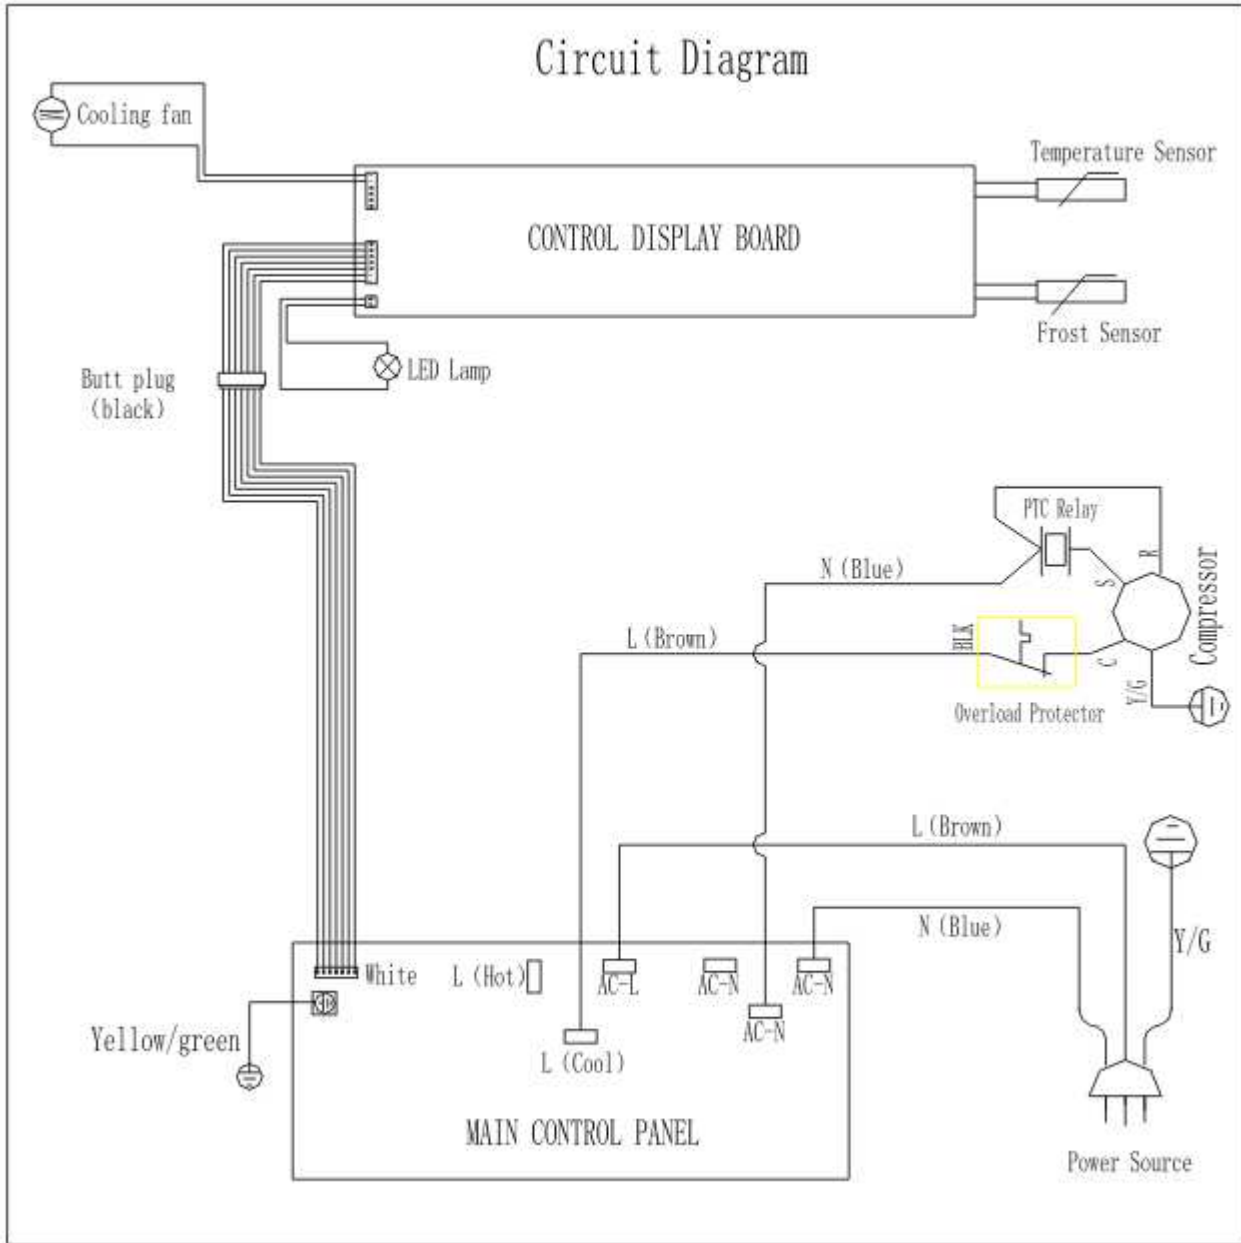 Circuit Diagram
Cooling fan
Temperature Sensor
CONTROL DISPLAY BOARD
Frost Sensor
LED Lamp
Butt plug
(black)
PTC Relay
R
S
N (Blue)
Compressor
L (Brown)
BLK
C
Y/G
Overload Protector
L (Brown)
N (Blue)
Y/G
White
L (Hot)
AC-L
AC-N
AC-N
AC-N
Yellow/green
L (Cool)
MAIN CONTROL PANEL
Power Source